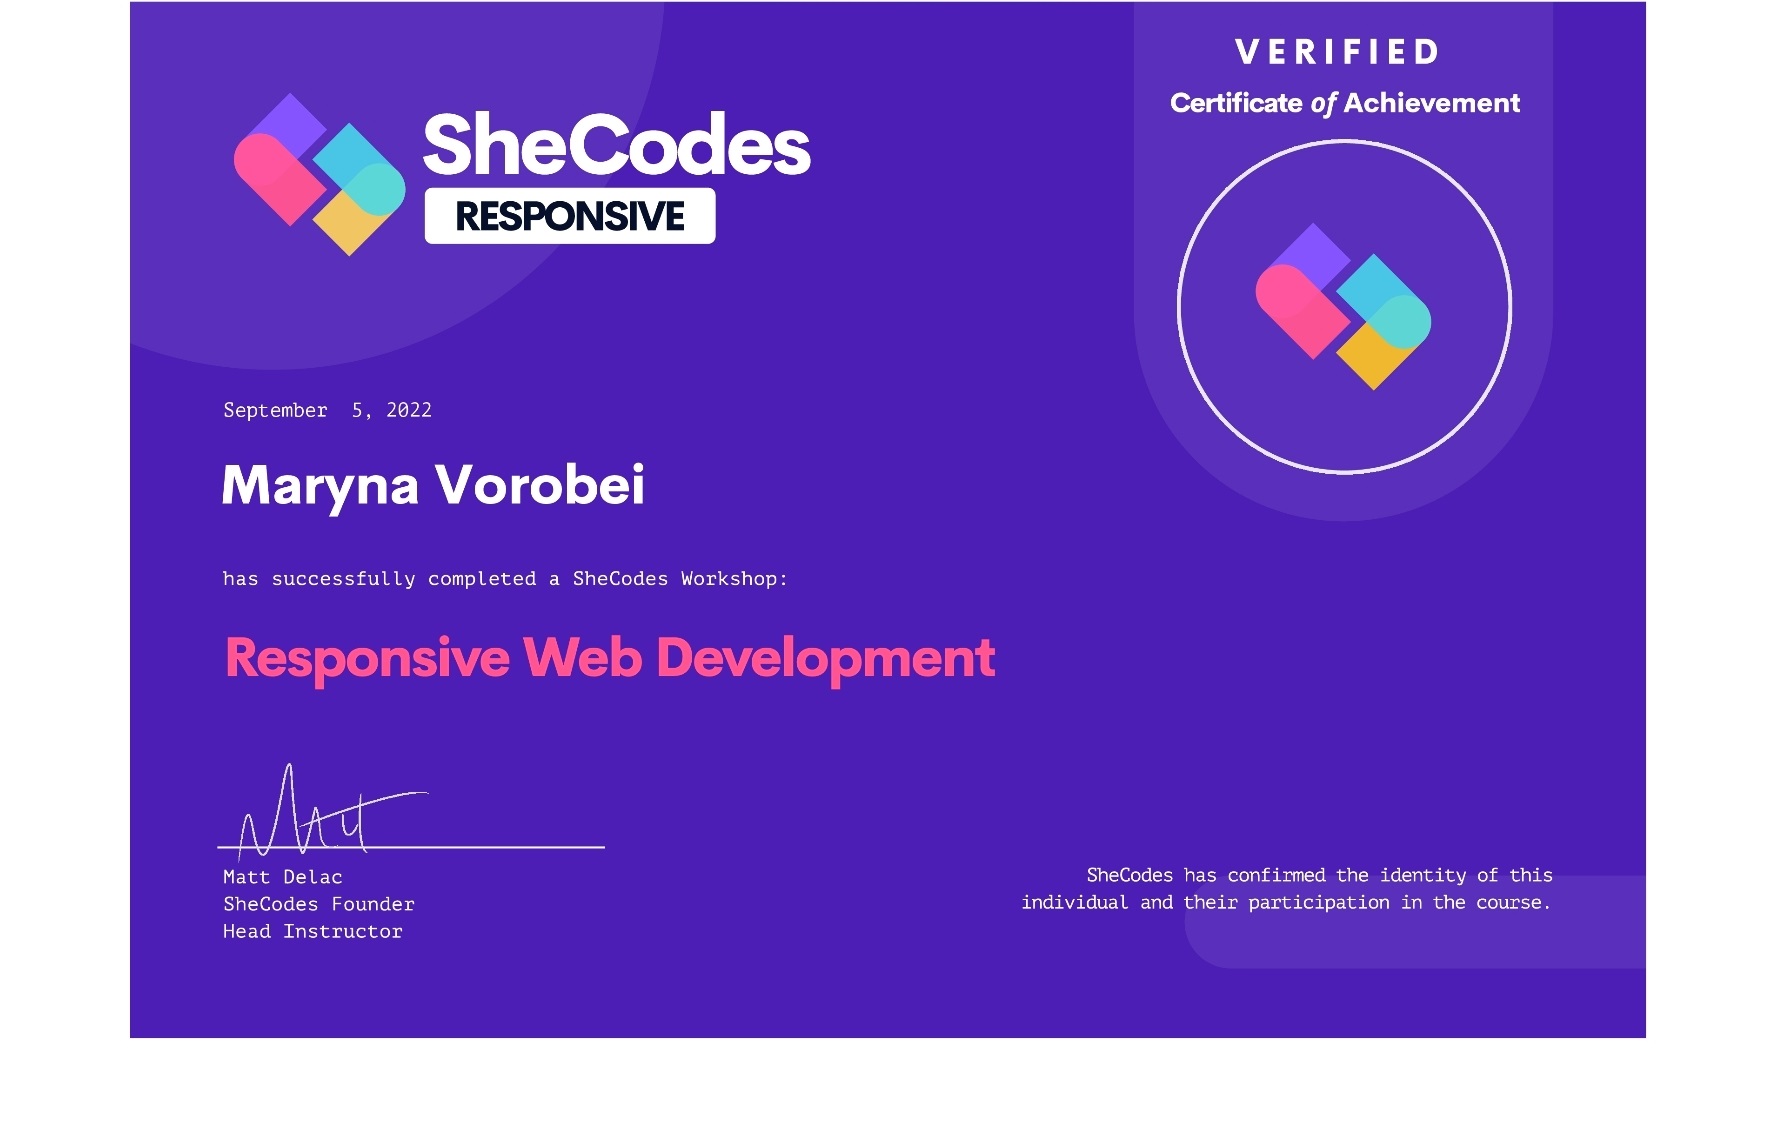 VERIFIED
Certificate of Achievement
SheCodes
RESPONSIVE
September 5, 2022
Maryna Vorobei
has successfully completed a SheCodes Workshop:
Responsive Web Development
Matt
Matt Delac
SheCodes Founder
Head Instructor
SheCodes has confirmed the identity of this
individual and their participation in the course.